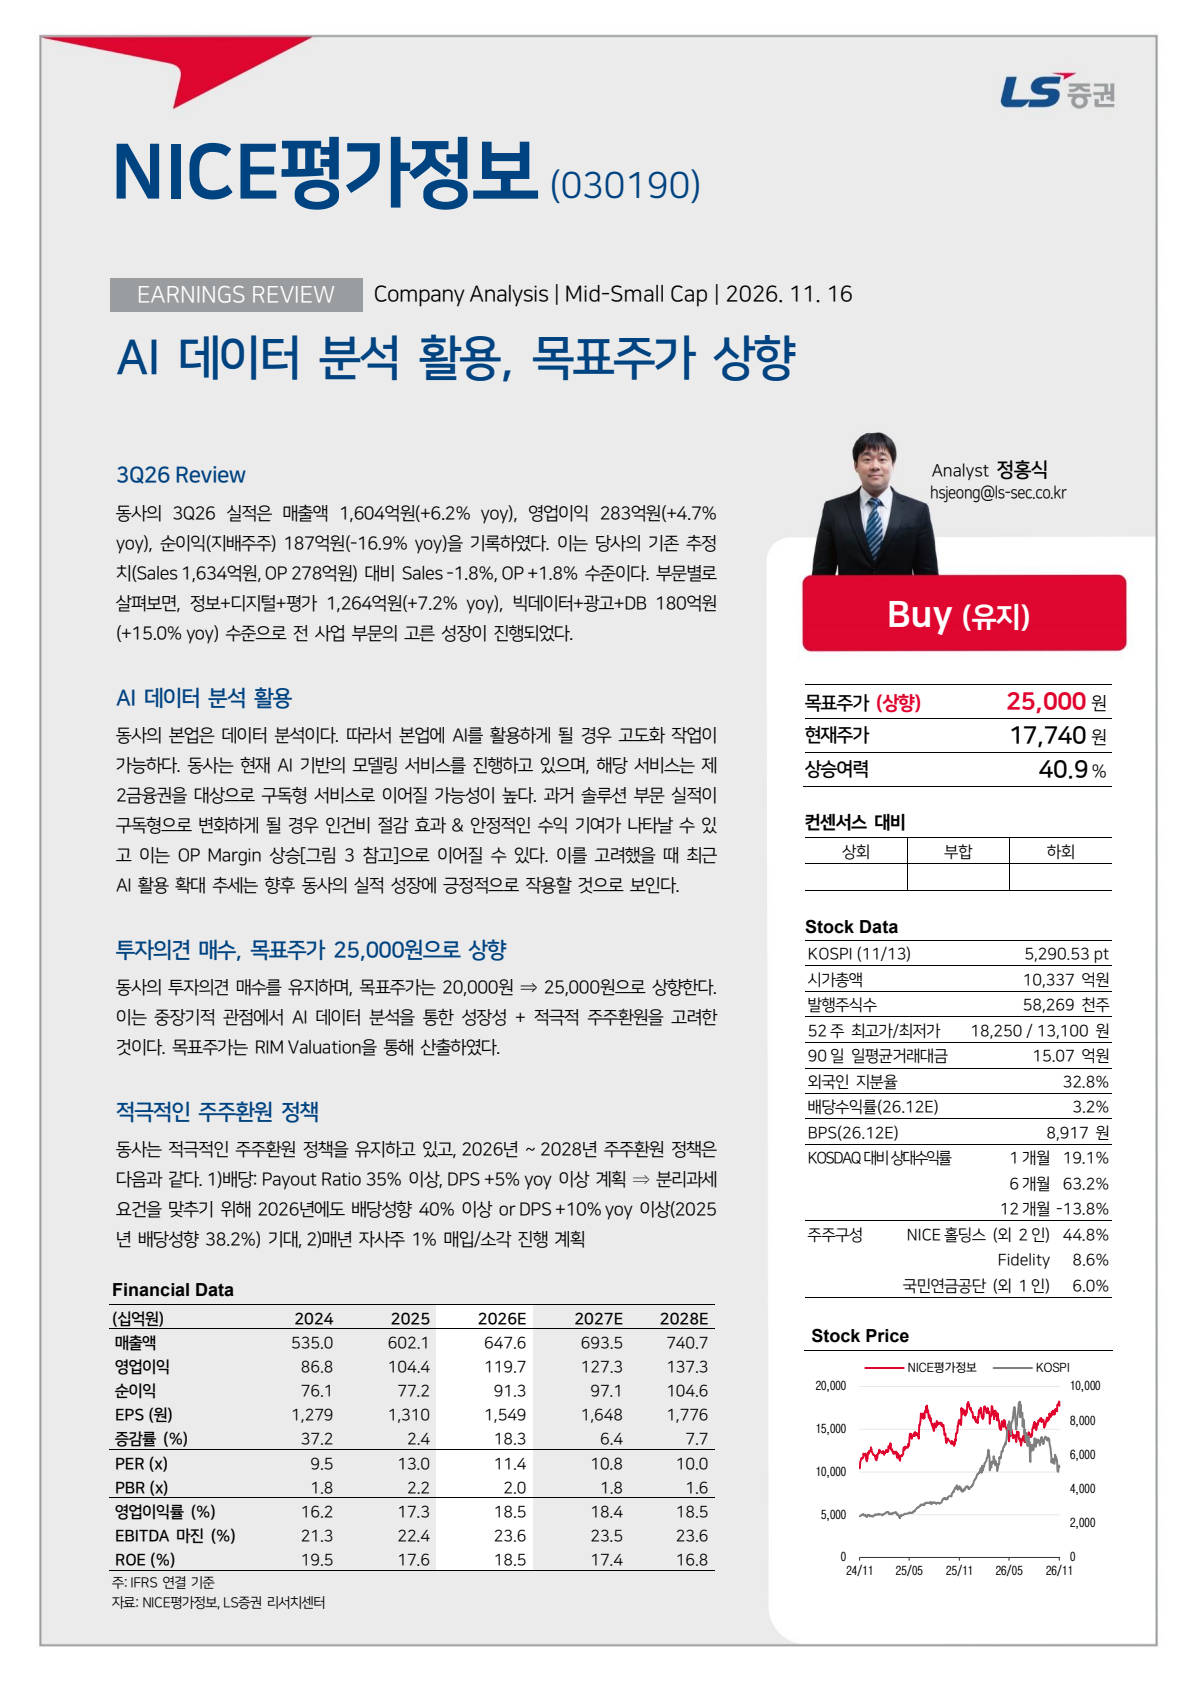 LS증권
NICE평가정보 (030190)
EARNINGS REVIEW Company Analysis | Mid-Small Cap | 2026. 11. 16
AI 데이터 분석 활용, 목표주가 상향
3Q26 Review
동사의 3Q26 실적은 매출액 1,604억원(+6.2% yoy), 영업이익 283억원(+4.7%
yoy), 순이익(지배주주) 187억원(-16.9% yoy)을 기록하였다. 이는 당사의 기존 추정
치(Sales 1,634억원, OP 278억원) 대비 Sales -1.8%, OP +1.8% 수준이다. 부문별로
살펴보면, 정보+디지털+평가 1,264억원(+7.2% yoy), 빅데이터+광고+DB 180억원
(+15.0% yoy) 수준으로 전 사업 부문의 고른 성장이 진행되었다.
AI 데이터 분석 활용
동사의 본업은 데이터 분석이다. 따라서 본업에 AI를 활용하게 될 경우 고도화 작업이
가능하다. 동사는 현재 AI 기반의 모델링 서비스를 진행하고 있으며, 해당 서비스는 제
2금융권을 대상으로 구독형 서비스로 이어질 가능성이 높다. 과거 솔루션 부문 실적이
구독형으로 변화하게 될 경우 인건비 절감 효과 & 안정적인 수익 기여가 나타날 수 있
고 이는 OP Margin 상승[그림 3 참고]으로 이어질 수 있다. 이를 고려했을 때 최근
AI 활용 확대 추세는 향후 동사의 실적 성장에 긍정적으로 작용할 것으로 보인다.
투자의견 매수, 목표주가 25,000원으로 상향
동사의 투자의견 매수를 유지하며, 목표주가는 20,000원 ⇒ 25,000원으로 상향한다.
이는 중장기적 관점에서 AI 데이터 분석을 통한 성장성 + 적극적 주주환원을 고려한
것이다. 목표주가는 RIM Valuation을 통해 산출하였다.
적극적인 주주환원 정책
동사는 적극적인 주주환원 정책을 유지하고 있고, 2026년 ~ 2028년 주주환원 정책은
다음과 같다. 1)배당: Payout Ratio 35% 이상, DPS +5% yoy 이상 계획 ⇒ 분리과세
요건을 맞추기 위해 2026년에도 배당성향 40% 이상 or DPS +10% yoy 이상(2025
년 배당성향 38.2%) 기대, 2)매년 자사주 1% 매입/소각 진행 계획
Financial Data
(십억원) 2024 2025 2026E 2027E 2028E
매출액 535.0 602.1 647.6 693.5 740.7
영업이익 86.8 104.4 119.7 127.3 137.3
순이익 76.1 77.2 91.3 97.1 104.6
EPS (원) 1,279 1,310 1,549 1,648 1,776
증감률 (%) 37.2 2.4 18.3 6.4 7.7
PER (x) 9.5 13.0 11.4 10.8 10.0
PBR (x) 1.8 2.2 2.0 1.8 1.6
영업이익률 (%) 16.2 17.3 18.5 18.4 18.5
EBITDA 마진 (%) 21.3 22.4 23.6 23.5 23.6
ROE (%) 19.5 17.6 18.5 17.4 16.8
주: IFRS 연결 기준
자료: NICE평가정보, LS증권 리서치센터
Analyst 정홍식
hsjeong@ls-sec.co.kr
Buy (유지)
목표주가 (상향) 25,000 원
현재주가 17,740 원
상승여력 40.9 %
컨센서스 대비
상회 부합 하회
Stock Data
KOSPI (11/13) 5,290.53 pt
시가총액 10,337 억원
발행주식수 58,269 천주
52 주 최고가/최저가 18,250 / 13,100 원
90 일 일평균거래대금 15.07 억원
외국인 지분율 32.8%
배당수익률(26.12E) 3.2%
BPS(26.12E) 8,917 원
KOSDAQ 대비 상대수익률 1 개월 19.1%
6 개월 63.2%
12 개월 -13.8%
주주구성 NICE 홀딩스 (외 2 인) 44.8%
Fidelity 8.6%
국민연금공단 (외 1 인) 6.0%
Stock Price
NICE평가정보 KOSPI
20,000 10,000
15,000 8,000
10,000 6,000
5,000 4,000
0 2,000
0
24/11 25/05 25/11 26/05 26/11